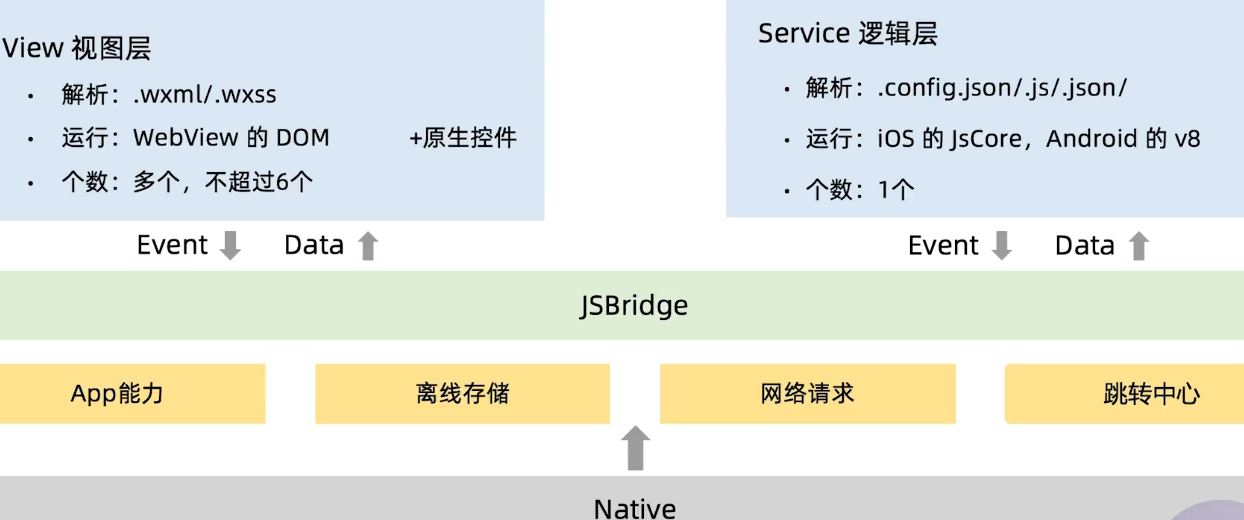 View 视图层
• 解析：.wxml/.wxss
• 运行：WebView 的 DOM +原生控件
• 个数：多个，不超过6个
Service 逻辑层
• 解析：.config.json/.js/.json/
• 运行：iOS 的 JsCore，Android 的 v8
• 个数：1个
Event Data
Event Data
JSBridge
App能力
离线存储
网络请求
跳转中心
Native